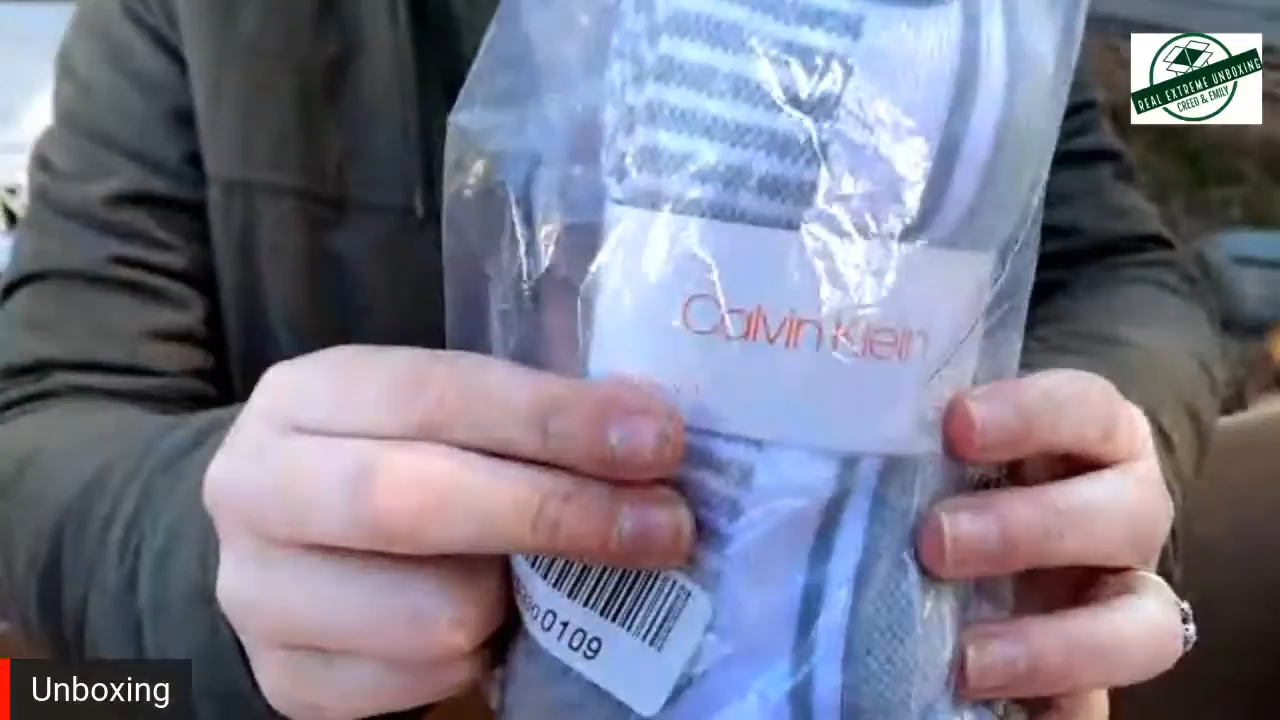 REAL EXTREME UNBOXING
CREED & EMILY
Calvin Klein
0109
Unboxing